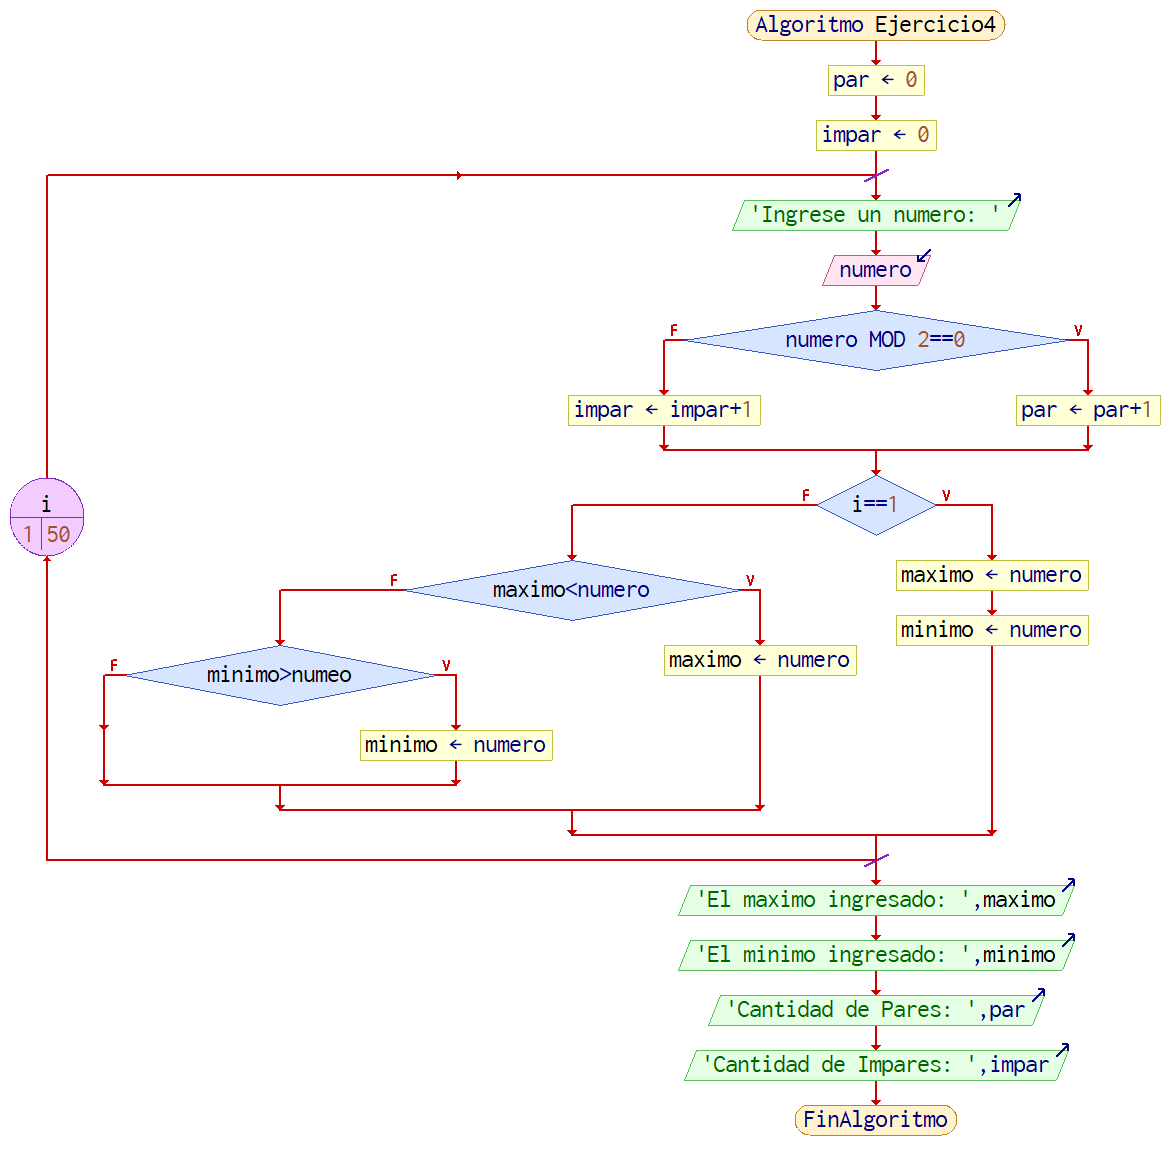 Algoritmo Ejercicio4
par ← 0
impar ← 0
'Ingrese un numero: '
numero
F
V
numero MOD 2==0
impar ← impar+1
par ← par+1
i
1 50
F
V
i==1
maximo ← numero
minimo ← numero
F
V
maximo<numero
maximo ← numero
F
V
minimo>numeo
minimo ← numero
'El maximo ingresado: ',maximo
'El minimo ingresado: ',minimo
'Cantidad de Pares: ',par
'Cantidad de Impares: ',impar
FinAlgoritmo